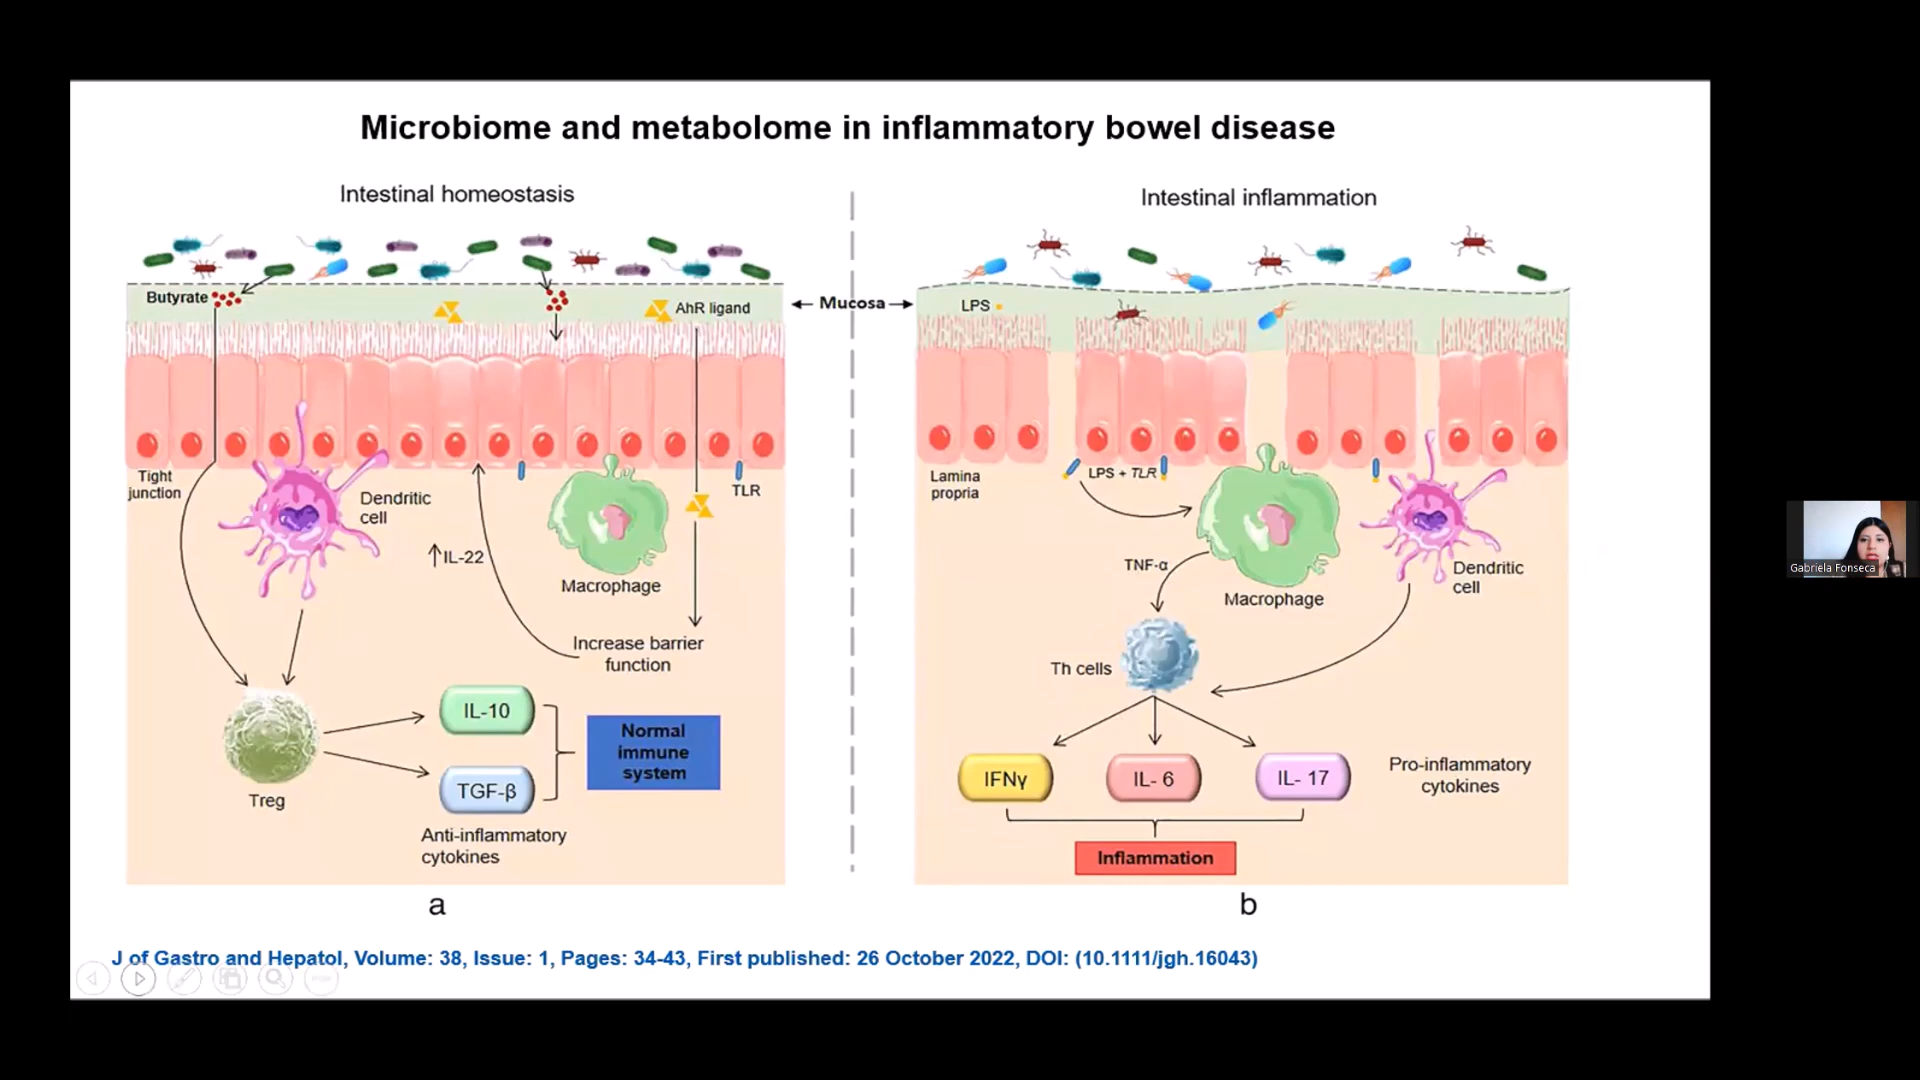 Microbiome and metabolome in inflammatory bowel disease
Intestinal homeostasis
Butyrate
AhR ligand
Tight
junction
Dendritic
cell
↑IL-22
Macrophage
TLR
Increase barrier
function
IL-10
TGF-β
Normal
immune
system
Treg
Anti-inflammatory
cytokines
a
← Mucosa →
Intestinal inflammation
LPS
Lamina
propria
LPS + TLR
TNF-α
Macrophage
Dendritic
cell
Th cells
IFNγ
IL- 6
IL- 17
Pro-inflammatory
cytokines
Inflammation
b
J of Gastro and Hepatol, Volume: 38, Issue: 1, Pages: 34-43, First published: 26 October 2022, DOI: (10.1111/jgh.16043)
Gabriela Fonseca